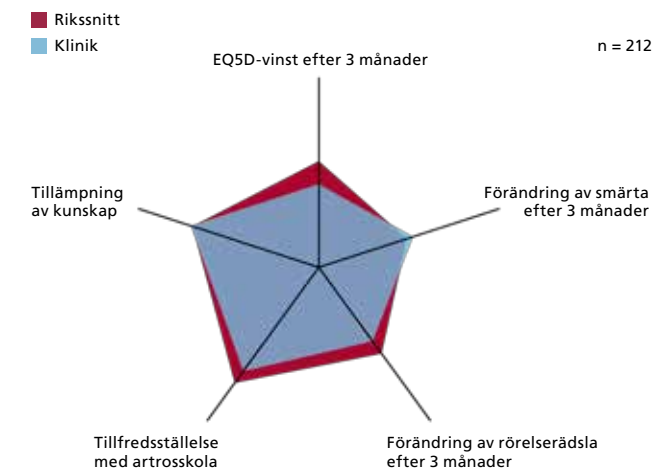 Rikssnitt
Klinik
n = 212
EQ5D-vinst efter 3 månader
Tillämpning
av kunskap
Förändring av smärta
efter 3 månader
Tillfredsställelse
med artrosskola
Förändring av rörelserädsla
efter 3 månader